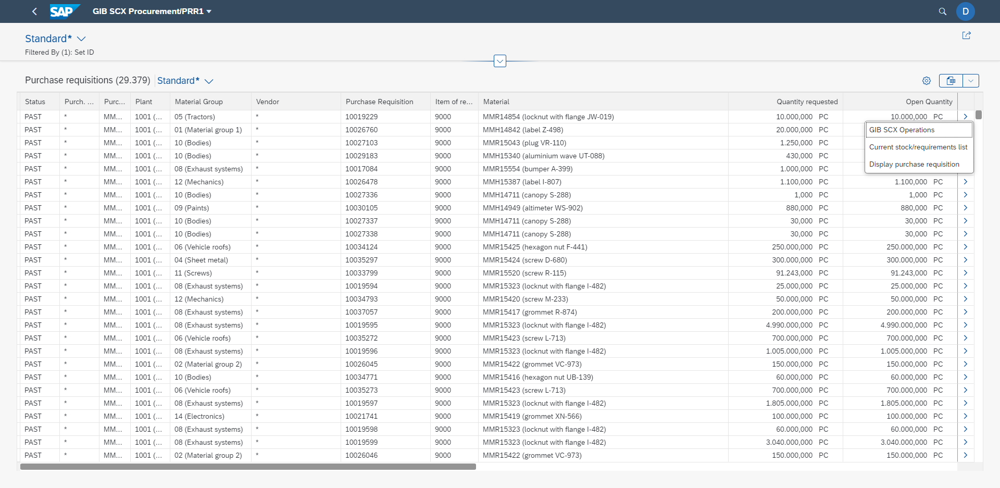 SAP GIB SCX Procurement/PRR1 D
Standard*
Filtered By (1): Set ID
Purchase requisitions (29.379) Standard*
Status Purch. ... Purc... Plant Material Group Vendor Purchase Requisition Item of re... Material Quantity requested Open Quantity
PAST * MM... 1001 (... 05 (Tractors) * 10019229 9000 MMR14854 (locknut with flange JW-019) 10.000,000 PC 10.000,000 PC
PAST * MM... 1001 (... 01 (Material group 1) * 10026760 9000 MMH14842 (label Z-498) 20.000,000 PC GIB SCX Operations
PAST * MM... 1001 (... 10 (Bodies) * 10027103 9000 MMR15043 (plug VR-110) 1.250,000 PC Current stock/requirements list
PAST * MM... 1001 (... 10 (Bodies) * 10029183 9000 MMH15340 (aluminium wave UT-088) 430,000 PC
PAST * MM... 1001 (... 08 (Exhaust systems) * 10017084 9000 MMR15554 (bumper A-399) 1.000,000 PC Display purchase requisition
PAST * MM... 1001 (... 12 (Mechanics) * 10026478 9000 MMH15387 (label I-807) 1.100,000 PC 1.100,000 PC
PAST * MM... 1001 (... 10 (Bodies) * 10027336 9000 MMH14711 (canopy S-288) 1,000 PC 1,000 PC
PAST * MM... 1001 (... 09 (Paints) * 10030105 9000 MMH14949 (altimeter WS-902) 880,000 PC 880,000 PC
PAST * MM... 1001 (... 10 (Bodies) * 10027337 9000 MMH14711 (canopy S-288) 30,000 PC 30,000 PC
PAST * MM... 1001 (... 10 (Bodies) * 10027338 9000 MMH14711 (canopy S-288) 30,000 PC 30,000 PC
PAST * MM... 1001 (... 06 (Vehicle roofs) * 10034124 9000 MMR15425 (hexagon nut F-441) 250.000,000 PC 250.000,000 PC
PAST * MM... 1001 (... 04 (Sheet metal) * 10035297 9000 MMR15424 (screw D-680) 300.000,000 PC 300.000,000 PC
PAST * MM... 1001 (... 11 (Screws) * 10033799 9000 MMR15520 (screw R-115) 91.243,000 PC 91.243,000 PC
PAST * MM... 1001 (... 08 (Exhaust systems) * 10019594 9000 MMR15323 (locknut with flange I-482) 25.000,000 PC 25.000,000 PC
PAST * MM... 1001 (... 12 (Mechanics) * 10034793 9000 MMR15420 (screw M-233) 50.000,000 PC 50.000,000 PC
PAST * MM... 1001 (... 08 (Exhaust systems) * 10037057 9000 MMR15417 (grommet R-874) 200.000,000 PC 200.000,000 PC
PAST * MM... 1001 (... 08 (Exhaust systems) * 10019595 9000 MMR15323 (locknut with flange I-482) 4.990.000,000 PC 4.990.000,000 PC
PAST * MM... 1001 (... 06 (Vehicle roofs) * 10035272 9000 MMR15423 (screw L-713) 700.000,000 PC 700.000,000 PC
PAST * MM... 1001 (... 08 (Exhaust systems) * 10019596 9000 MMR15323 (locknut with flange I-482) 1.005.000,000 PC 1.005.000,000 PC
PAST * MM... 1001 (... 02 (Material group 2) * 10026045 9000 MMR15422 (grommet VC-973) 150.000,000 PC 150.000,000 PC
PAST * MM... 1001 (... 10 (Bodies) * 10034771 9000 MMR15416 (hexagon nut UB-139) 60.000,000 PC 60.000,000 PC
PAST * MM... 1001 (... 06 (Vehicle roofs) * 10035273 9000 MMR15423 (screw L-713) 700.000,000 PC 700.000,000 PC
PAST * MM... 1001 (... 08 (Exhaust systems) * 10019597 9000 MMR15323 (locknut with flange I-482) 1.805.000,000 PC 1.805.000,000 PC
PAST * MM... 1001 (... 14 (Electronics) * 10021741 9000 MMR15419 (grommet XN-566) 100.000,000 PC 100.000,000 PC
PAST * MM... 1001 (... 08 (Exhaust systems) * 10019598 9000 MMR15323 (locknut with flange I-482) 60.000,000 PC 60.000,000 PC
PAST * MM... 1001 (... 08 (Exhaust systems) * 10019599 9000 MMR15323 (locknut with flange I-482) 3.040.000,000 PC 3.040.000,000 PC
PAST * MM... 1001 (... 02 (Material group 2) * 10026046 9000 MMR15422 (grommet VC-973) 150.000,000 PC 150.000,000 PC